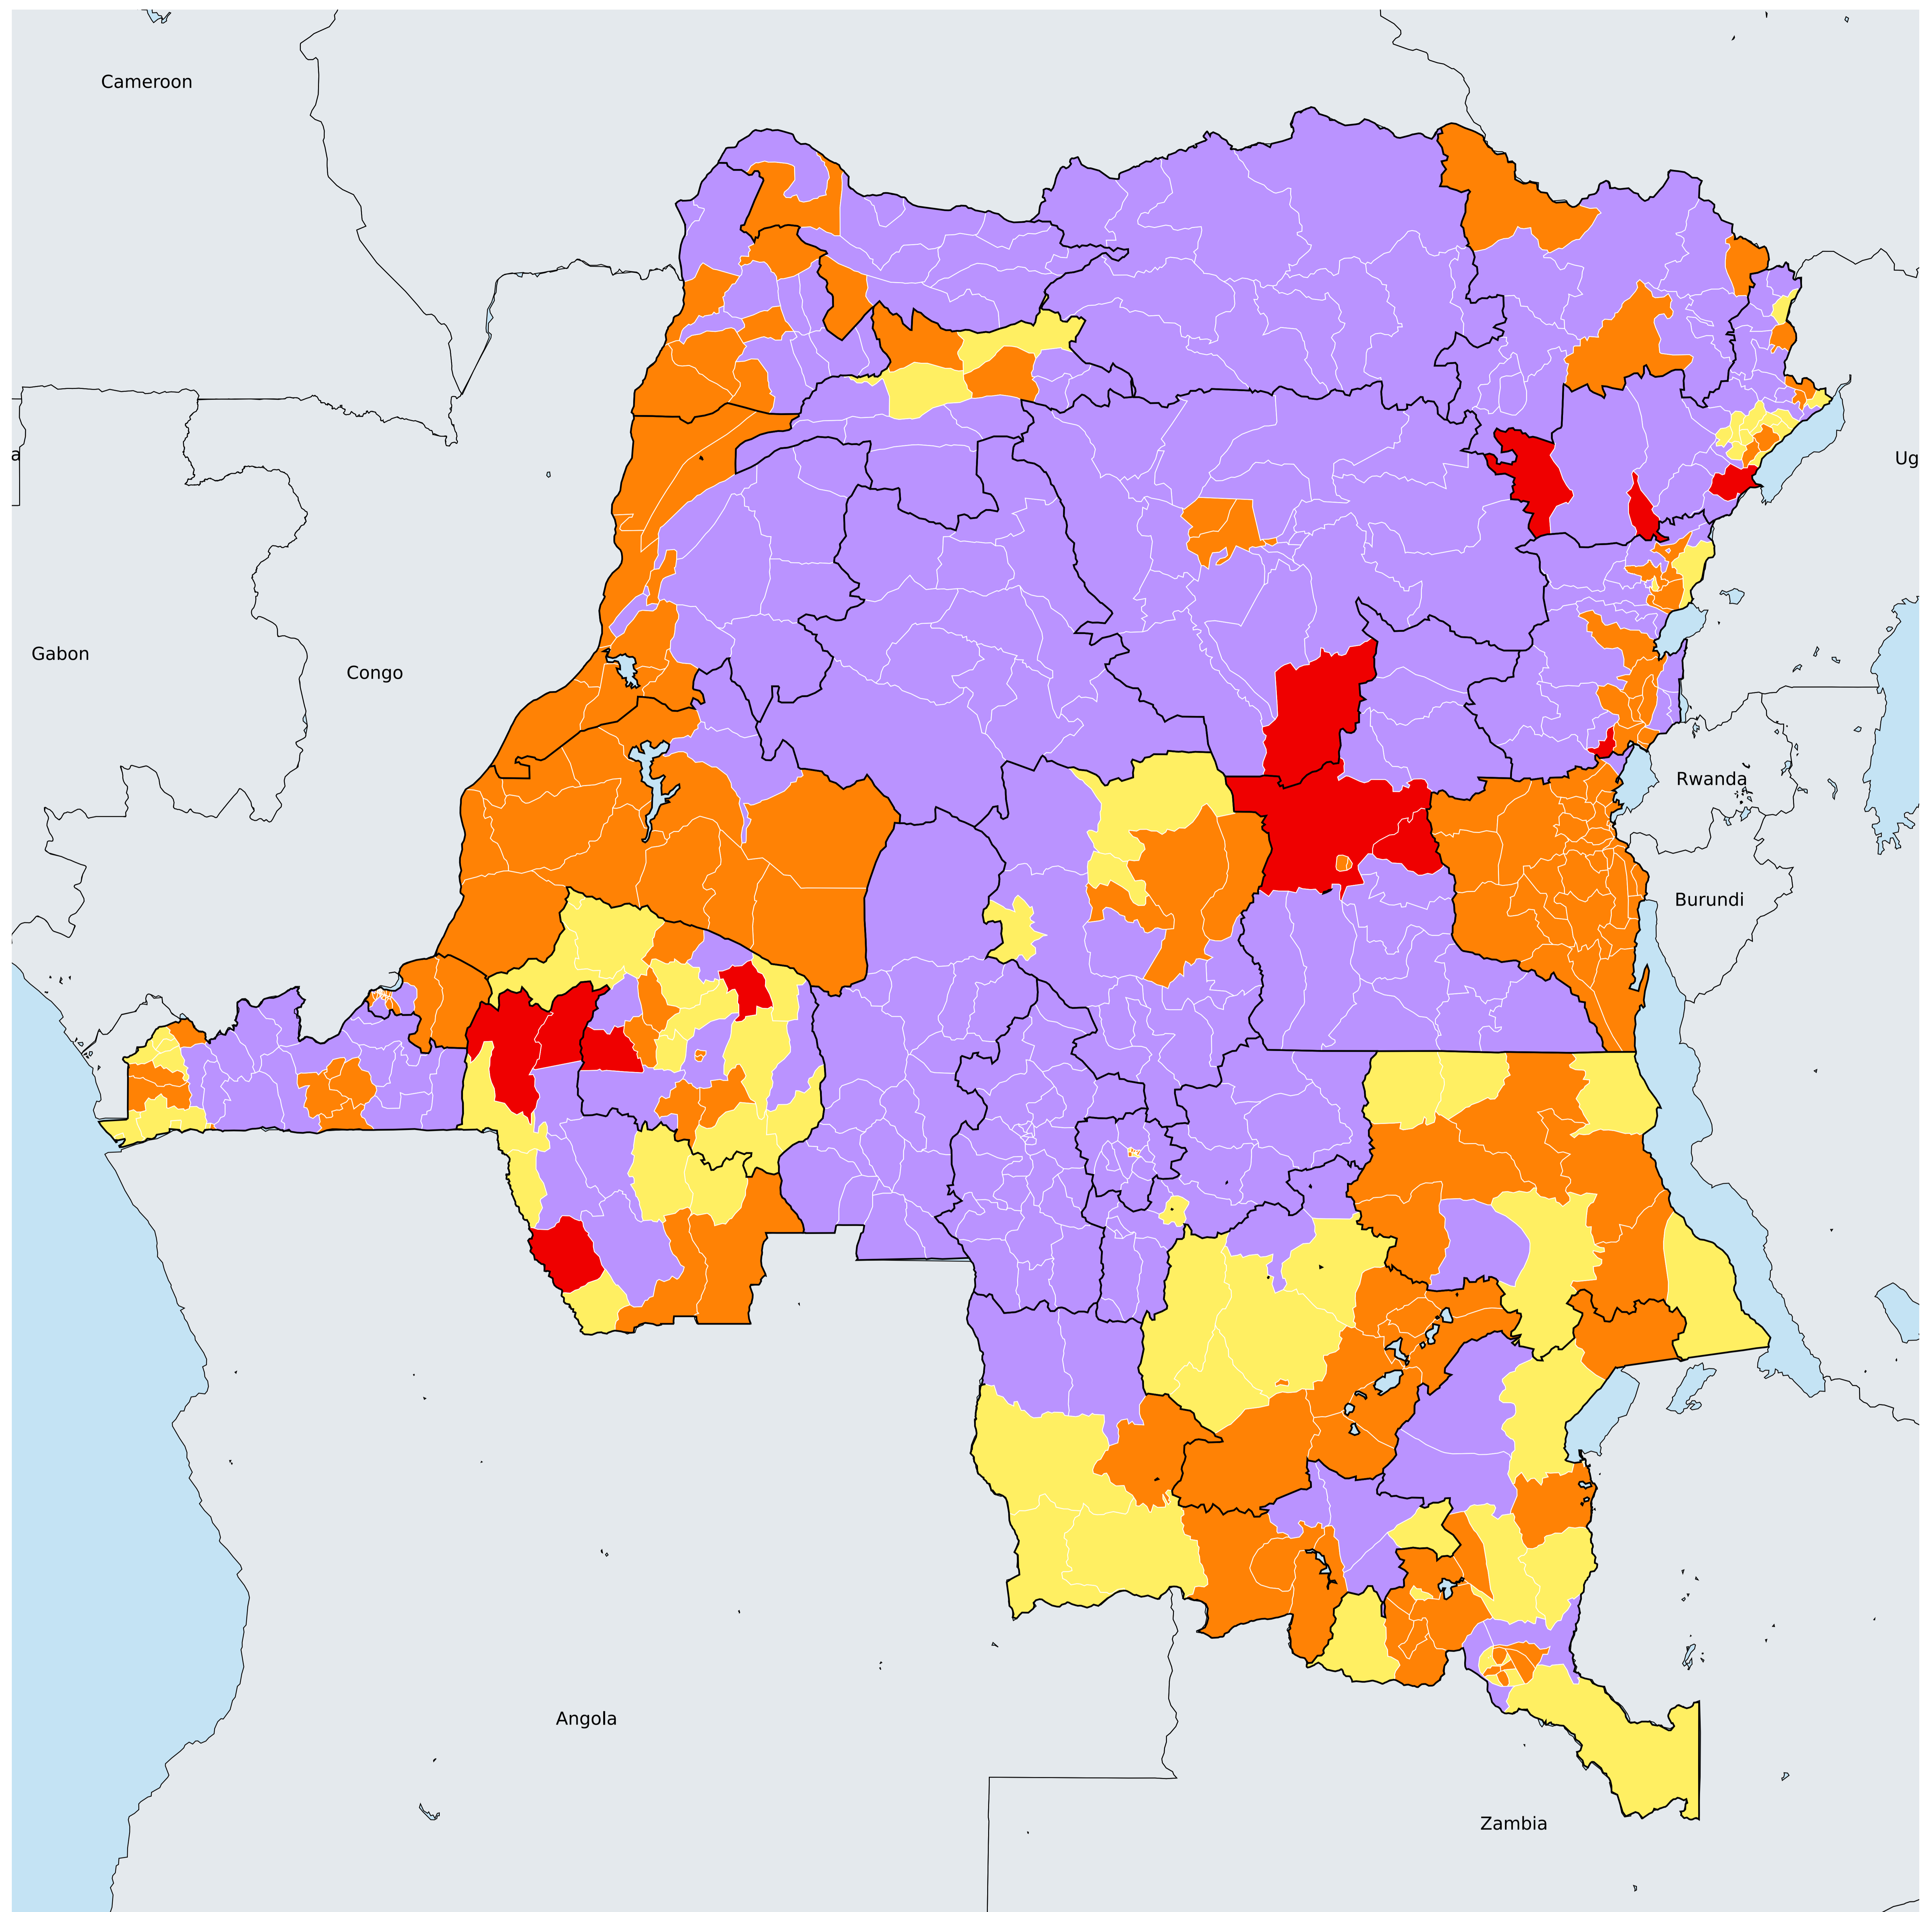 Cameroon
a
Ug
Gabon
Congo
Rwanda
Burundi
Angola
Zambia